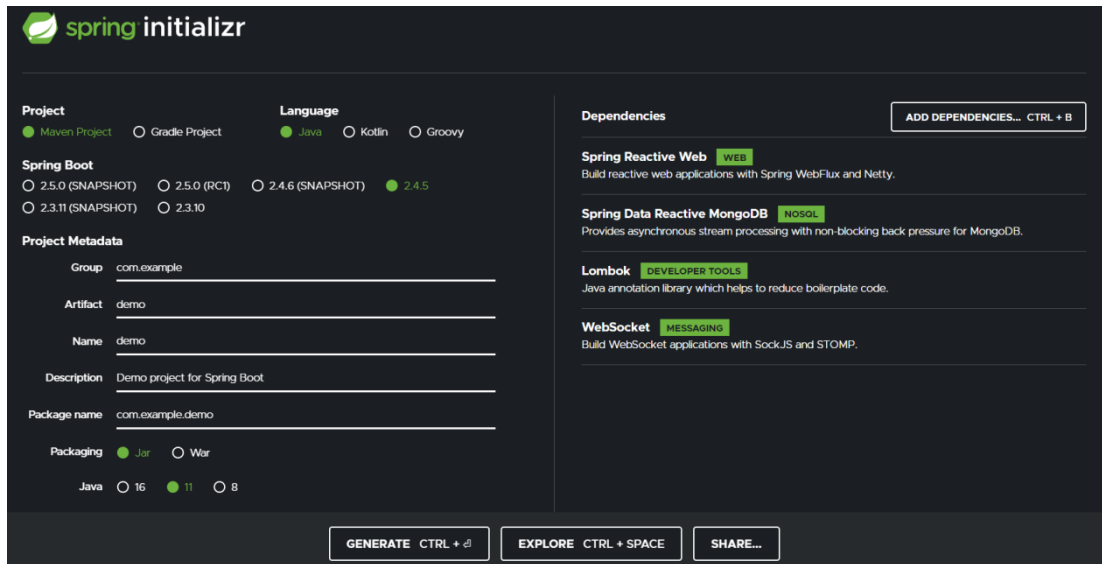 spring initializr
Project
Maven Project Gradle Project
Language
Java Kotlin Groovy
Spring Boot
2.5.0 (SNAPSHOT) 2.5.0 (RC1) 2.4.6 (SNAPSHOT) 2.4.5
2.3.11 (SNAPSHOT) 2.3.10
Project Metadata
Group com.example
Artifact demo
Name demo
Description Demo project for Spring Boot
Package name com.example.demo
Packaging Jar War
Java 16 11 8
Dependencies
ADD DEPENDENCIES... CTRL + B
Spring Reactive Web WEB
Build reactive web applications with Spring WebFlux and Netty.
Spring Data Reactive MongoDB NOSQL
Provides asynchronous stream processing with non-blocking back pressure for MongoDB.
Lombok DEVELOPER TOOLS
Java annotation library which helps to reduce boilerplate code.
WebSocket MESSAGING
Build WebSocket applications with SockJS and STOMP.
GENERATE CTRL + ⏎
EXPLORE CTRL + SPACE
SHARE...